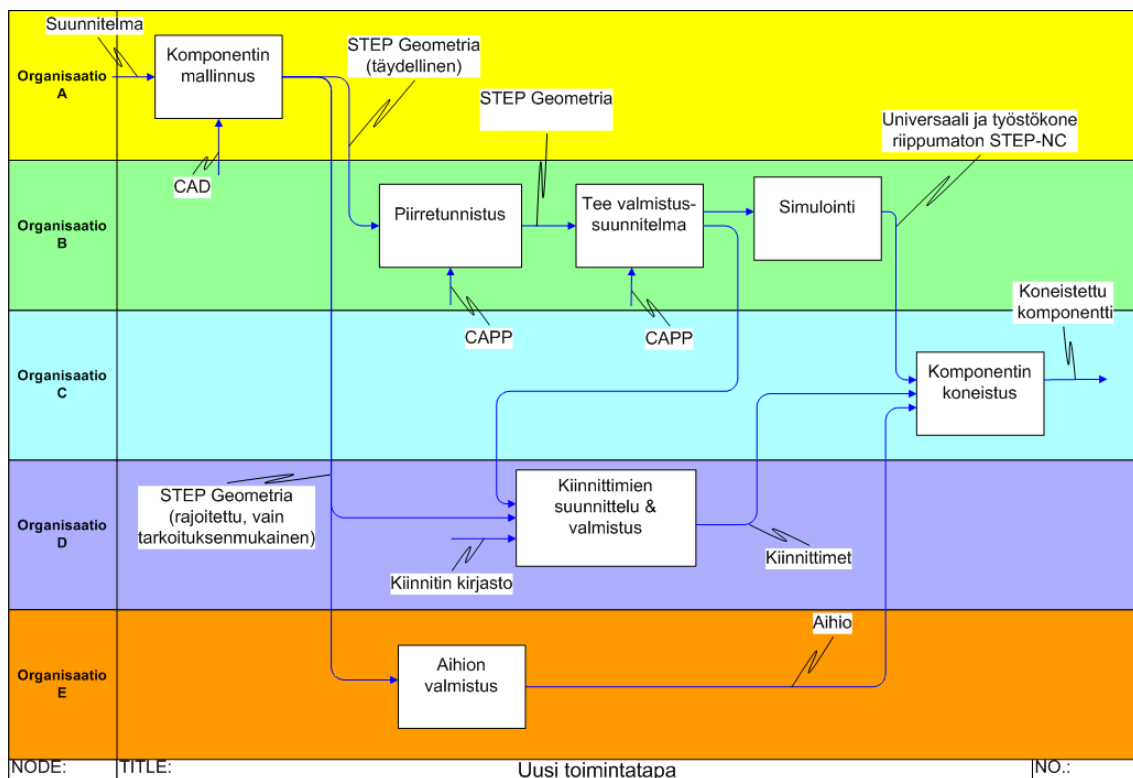 Suunnitelma
Organisaatio
A
Komponentin
mallinnus
STEP Geometria
(täydellinen)
STEP Geometria
Universaali ja työstökone
riippumaton STEP-NC
CAD
Organisaatio
B
Piirretunnistus
Tee valmistus-
suunnitelma
Simulointi
CAPP
CAPP
Koneistettu
komponentti
Organisaatio
C
Komponentin
koneistus
Organisaatio
D
STEP Geometria
(rajoitettu, vain
tarkoituksenmukainen)
Kiinnittimien
suunnittelu &
valmistus
Kiinnitin kirjasto
Kiinnittimet
Organisaatio
E
Aihion
valmistus
Aihio
NODE:
TITLE:
Uusi toimintatapa
NO.: